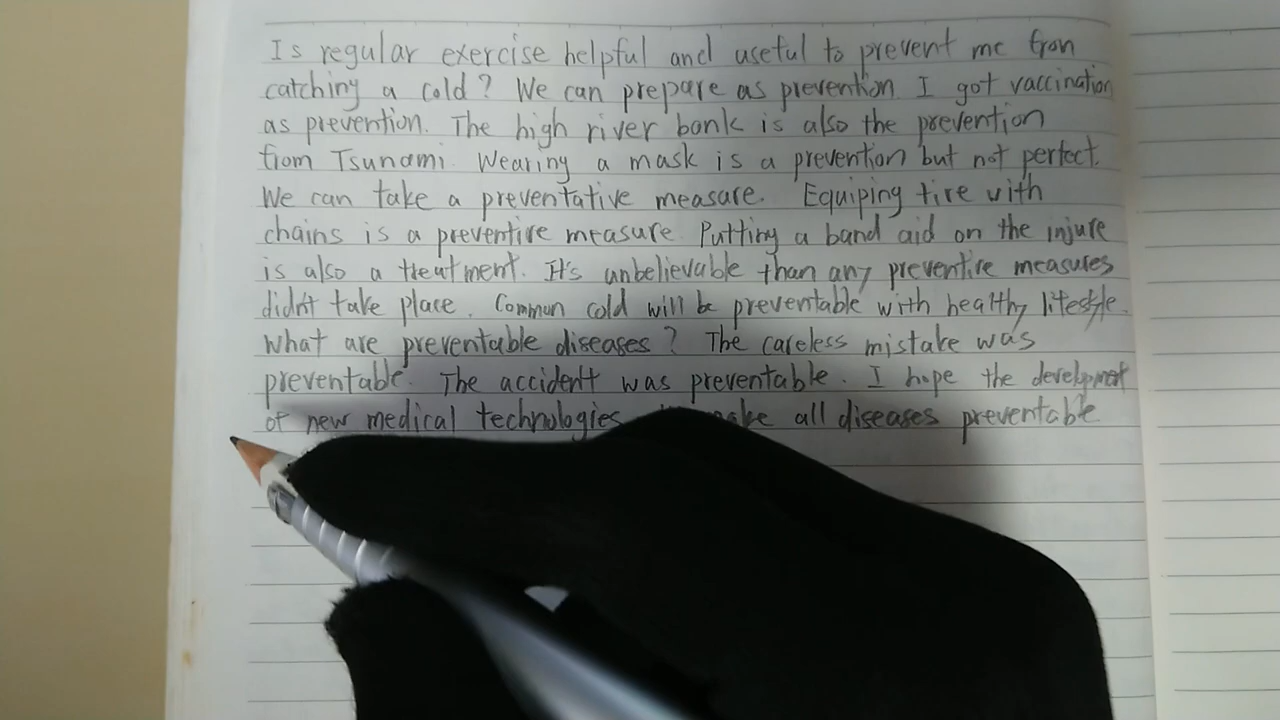 Is regular exercise helpful and useful to prevent me fron
catching a cold? We can prepare as prevention. I got vaccination
as prevention. The high river bank is also the prevention
from Tsunami. Wearing a mask is a prevention but not perfect.
We can take a preventative measure. Equiping tire with
chains is a preventive measure. Putting a band aid on the injure
is also a treatment. It's unbelievable than any preventive measures
didn't take place. Common cold will be preventable with healthy lifestyle.
What are preventable diseases? The careless mistake was
preventable. The accident was preventable. I hope the development
of new medical technologies all diseases preventable